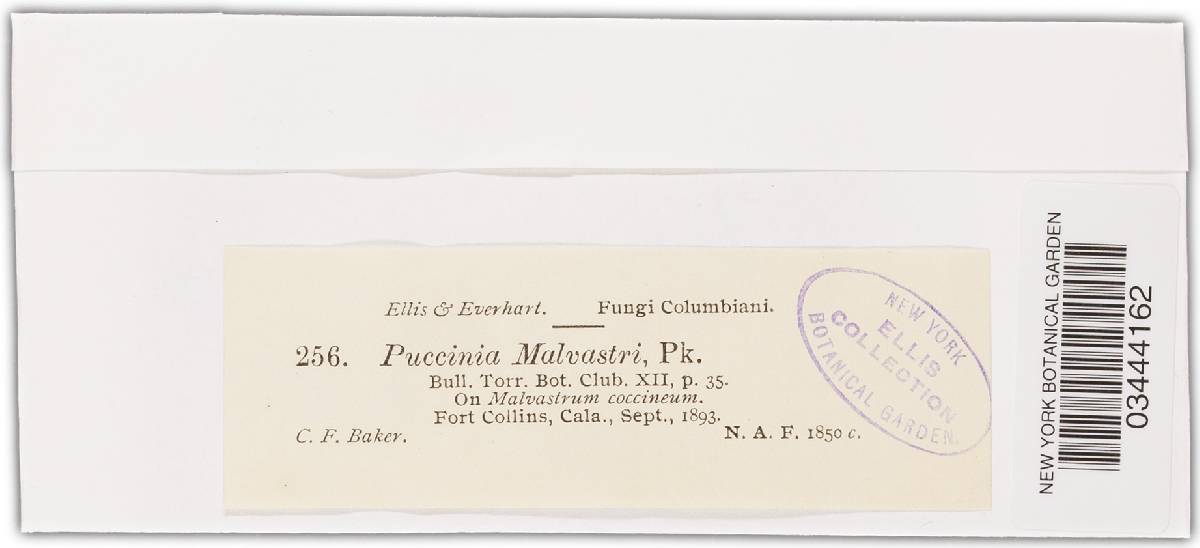 Ellis & Everhart. Fungi Columbiani.
256. Puccinia Malvastri, Pk.
Bull. Torr. Bot. Club. XII, p. 35.
On Malvastrum coccineum.
Fort Collins, Cala., Sept., 1893.
C. F. Baker. N. A. F. 1850 c.
NEW YORK
ELLIS
COLLECTION
BOTANICAL GARDEN.
NEW YORK BOTANICAL GARDEN
03444162